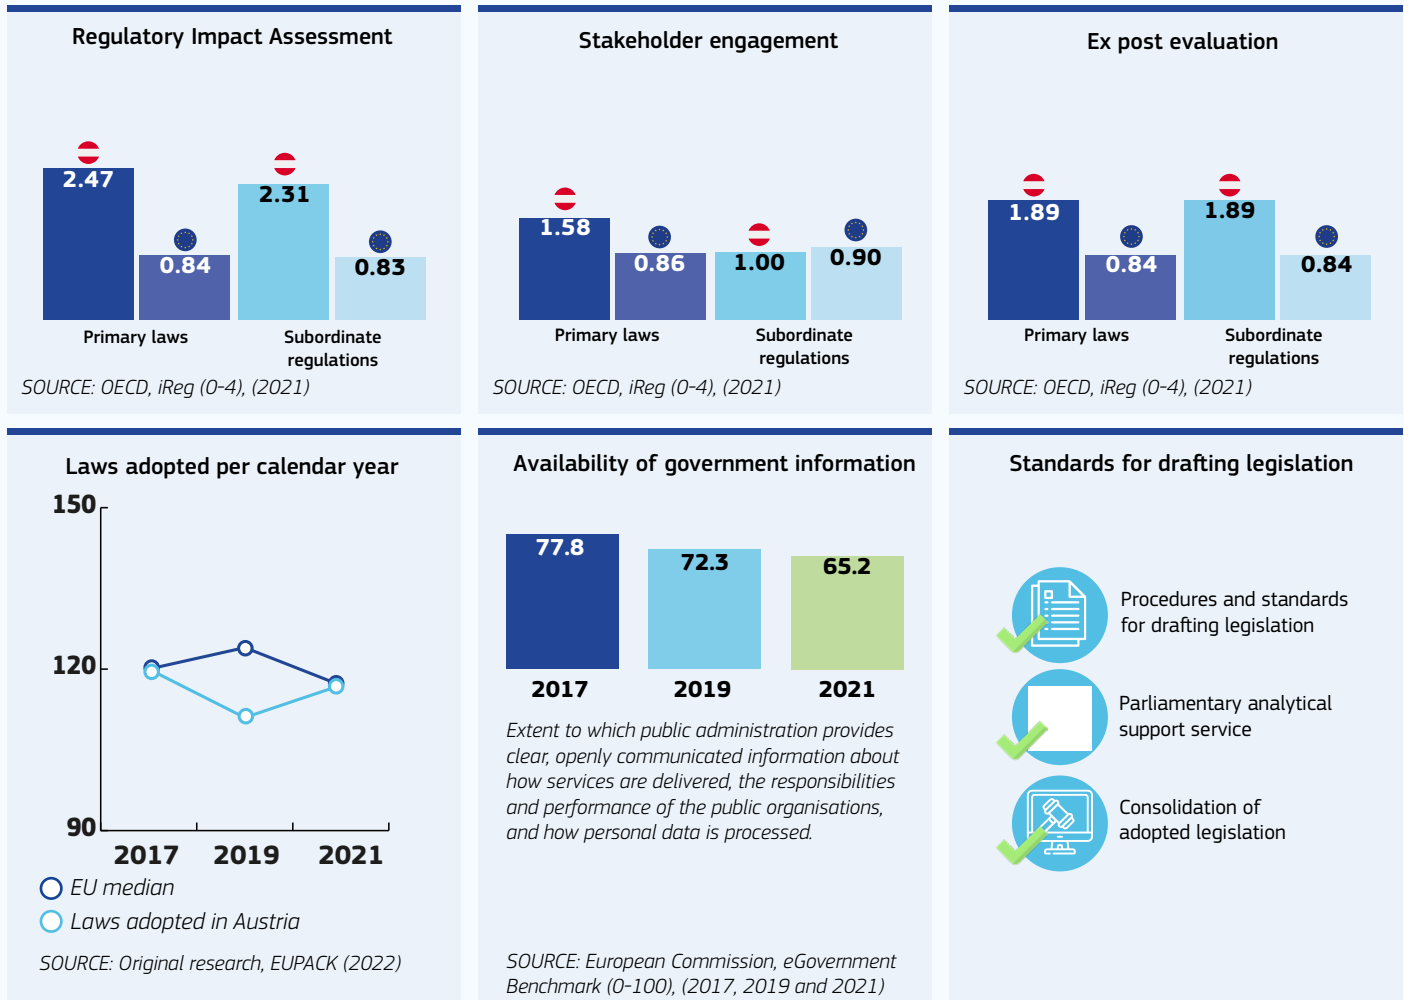 Regulatory Impact Assessment
2.47
0.84
2.31
0.83
Primary laws
Subordinate
regulations
SOURCE: OECD, iReg (0-4), (2021)
Stakeholder engagement
1.58
0.86
1.00
0.90
Primary laws
Subordinate
regulations
SOURCE: OECD, iReg (0-4), (2021)
Ex post evaluation
1.89
0.84
1.89
0.84
Primary laws
Subordinate
regulations
SOURCE: OECD, iReg (0-4), (2021)
Laws adopted per calendar year
150
120
90
2017 2019 2021
EU median
Laws adopted in Austria
SOURCE: Original research, EUPACK (2022)
Availability of government information
77.8
72.3
65.2
2017 2019 2021
Extent to which public administration provides
clear, openly communicated information about
how services are delivered, the responsibilities
and performance of the public organisations,
and how personal data is processed.
SOURCE: European Commission, eGovernment
Benchmark (0-100), (2017, 2019 and 2021)
Standards for drafting legislation
Procedures and standards
for drafting legislation
Parliamentary analytical
support service
Consolidation of
adopted legislation